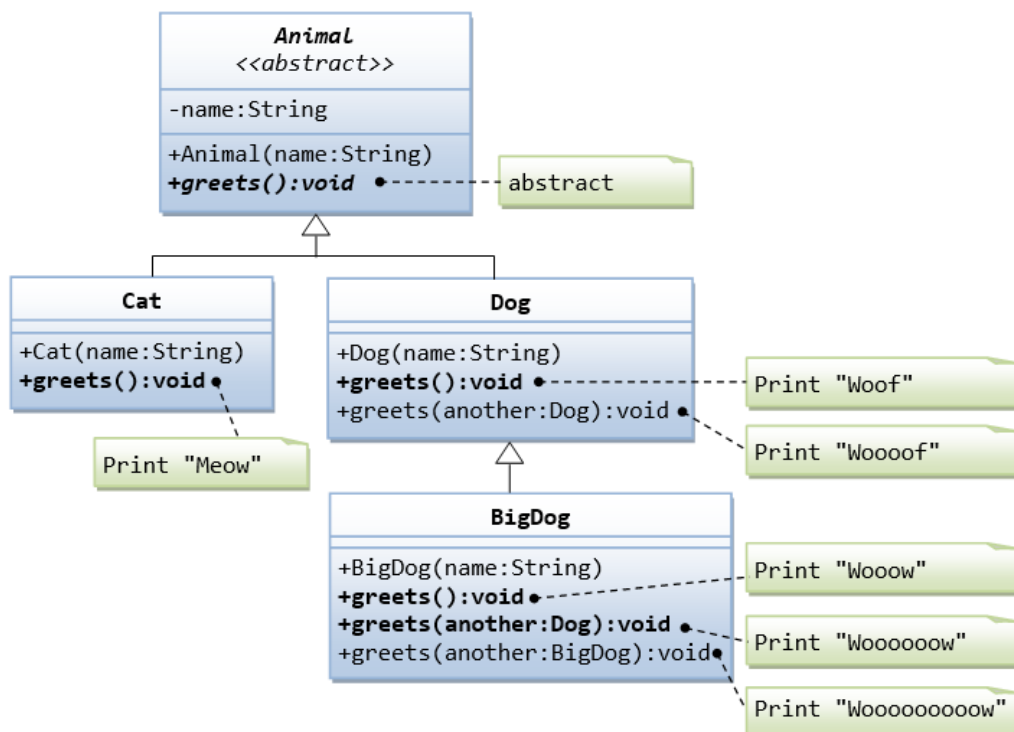 Animal
<<abstract>>
-name:String
+Animal(name:String)
+greets():void
abstract
Cat
+Cat(name:String)
+greets():void
Print "Meow"
Dog
+Dog(name:String)
+greets():void
+greets(another:Dog):void
Print "Woof"
Print "Woooof"
BigDog
+BigDog(name:String)
+greets():void
+greets(another:Dog):void
+greets(another:BigDog):void
Print "Wooow"
Print "Woooooow"
Print "Wooooooooow"